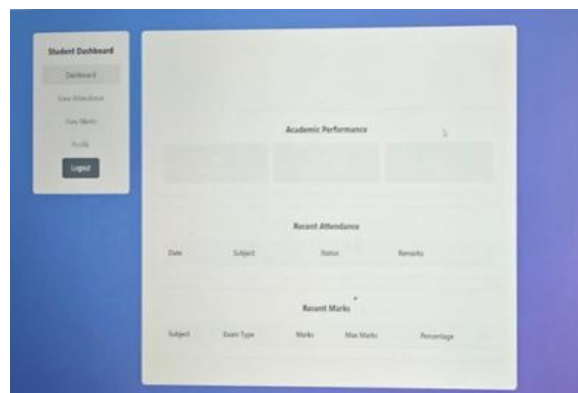 Student Dashboard
Dashboard
View Attendance
View Marks
Profile
Logout
Academic Performance
Recent Attendance
Date Subject Status Remarks
Recent Marks
Subject Exam Type Marks Max Marks Percentage